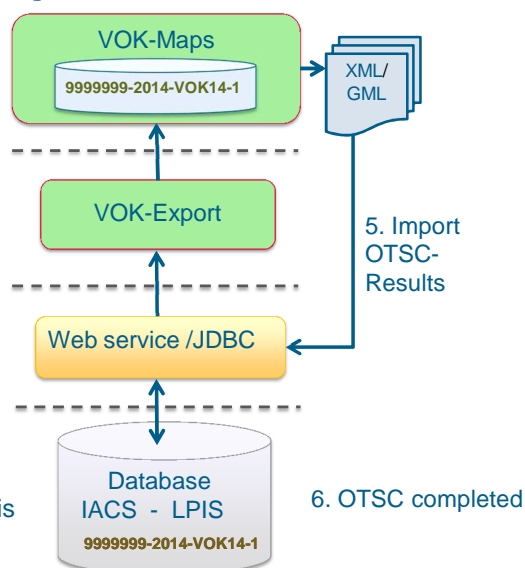 VOK-Maps
9999999-2014-VOK14-1
XML/
GML
VOK-Export
5. Import
OTSC-
Results
Web service /JDBC
Database
IACS - LPIS
9999999-2014-VOK14-1
is
6. OTSC completed